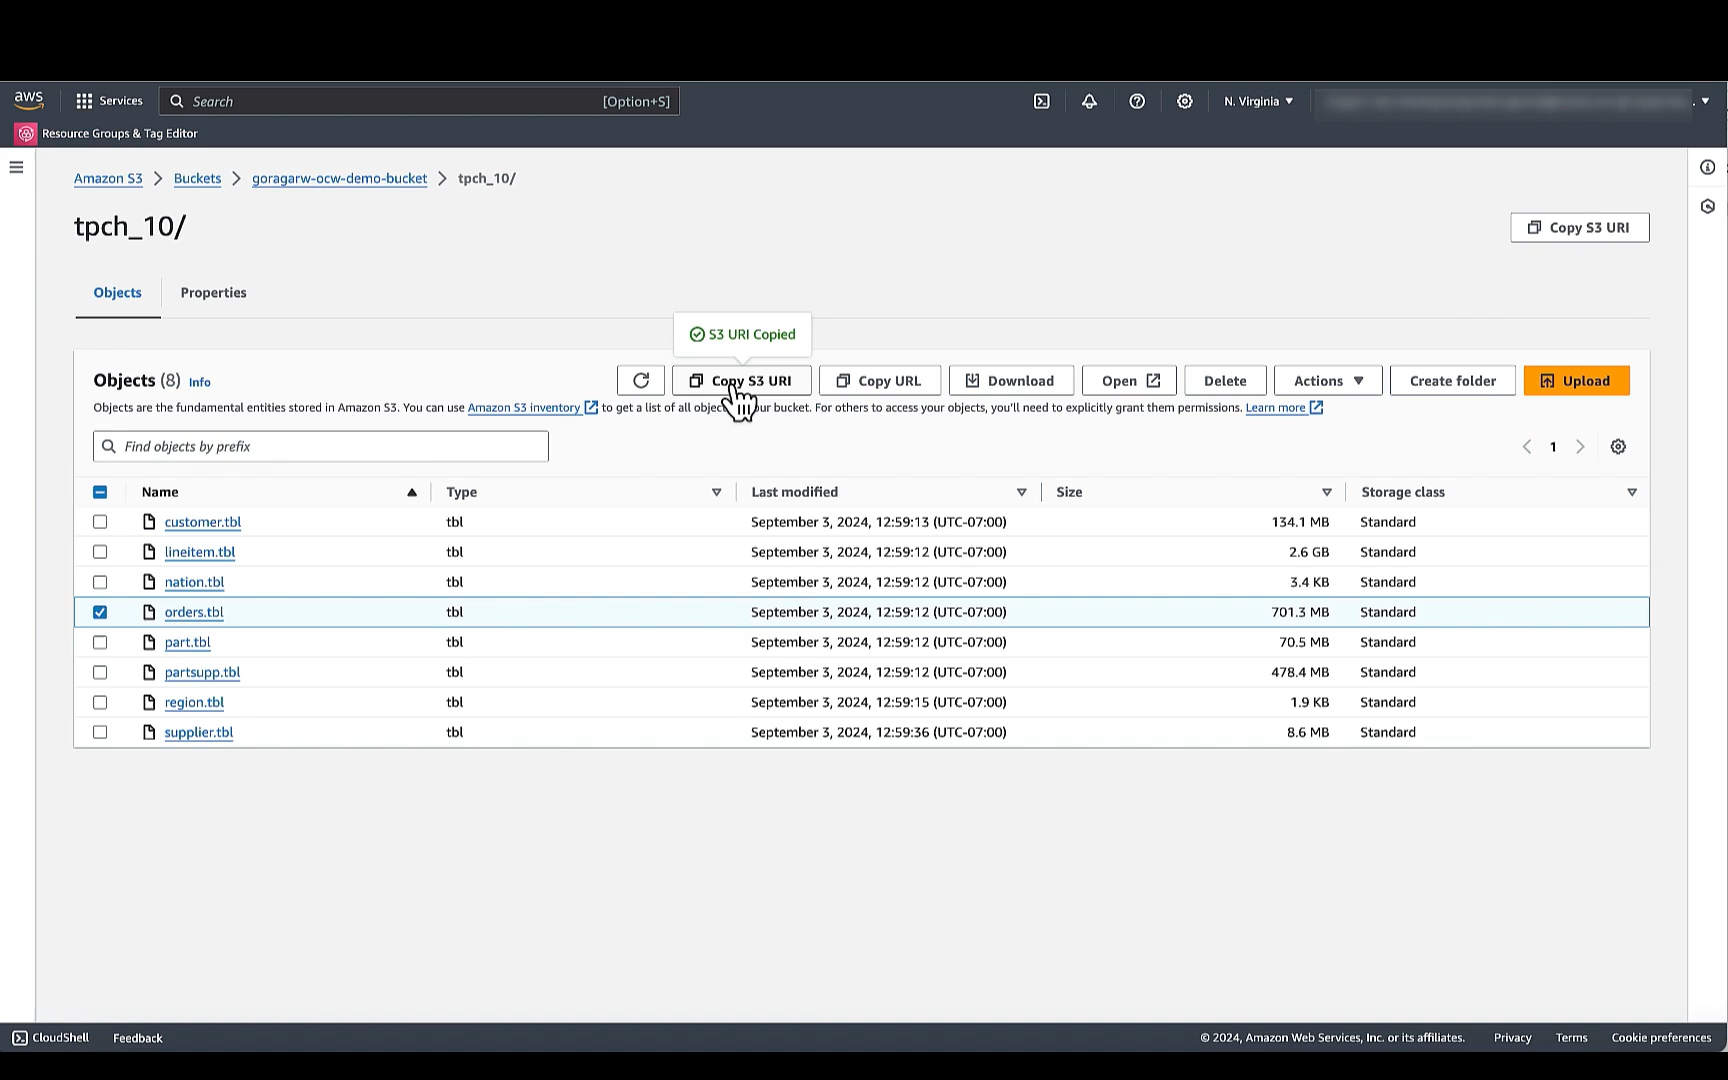 aws Services Search [Option+S] N. Virginia
Resource Groups & Tag Editor
Amazon S3 Buckets goragarw-ocw-demo-bucket tpch_10/
tpch_10/
Copy S3 URI
Objects Properties
S3 URI Copied
Objects (8) Info
Copy S3 URI Copy URL Download Open Delete Actions Create folder Upload
Objects are the fundamental entities stored in Amazon S3. You can use Amazon S3 inventory to get a list of all bucket. For others to access your objects, you'll need to explicitly grant them permissions. Learn more
Find objects by prefix
1
Name Type Last modified Size Storage class
customer.tbl tbl September 3, 2024, 12:59:13 (UTC-07:00) 134.1 MB Standard
lineitem.tbl tbl September 3, 2024, 12:59:12 (UTC-07:00) 2.6 GB Standard
nation.tbl tbl September 3, 2024, 12:59:12 (UTC-07:00) 3.4 KB Standard
orders.tbl tbl September 3, 2024, 12:59:12 (UTC-07:00) 701.3 MB Standard
part.tbl tbl September 3, 2024, 12:59:12 (UTC-07:00) 70.5 MB Standard
partsupp.tbl tbl September 3, 2024, 12:59:12 (UTC-07:00) 478.4 MB Standard
region.tbl tbl September 3, 2024, 12:59:15 (UTC-07:00) 1.9 KB Standard
supplier.tbl tbl September 3, 2024, 12:59:36 (UTC-07:00) 8.6 MB Standard
CloudShell Feedback © 2024, Amazon Web Services, Inc. or its affiliates. Privacy Terms Cookie preferences